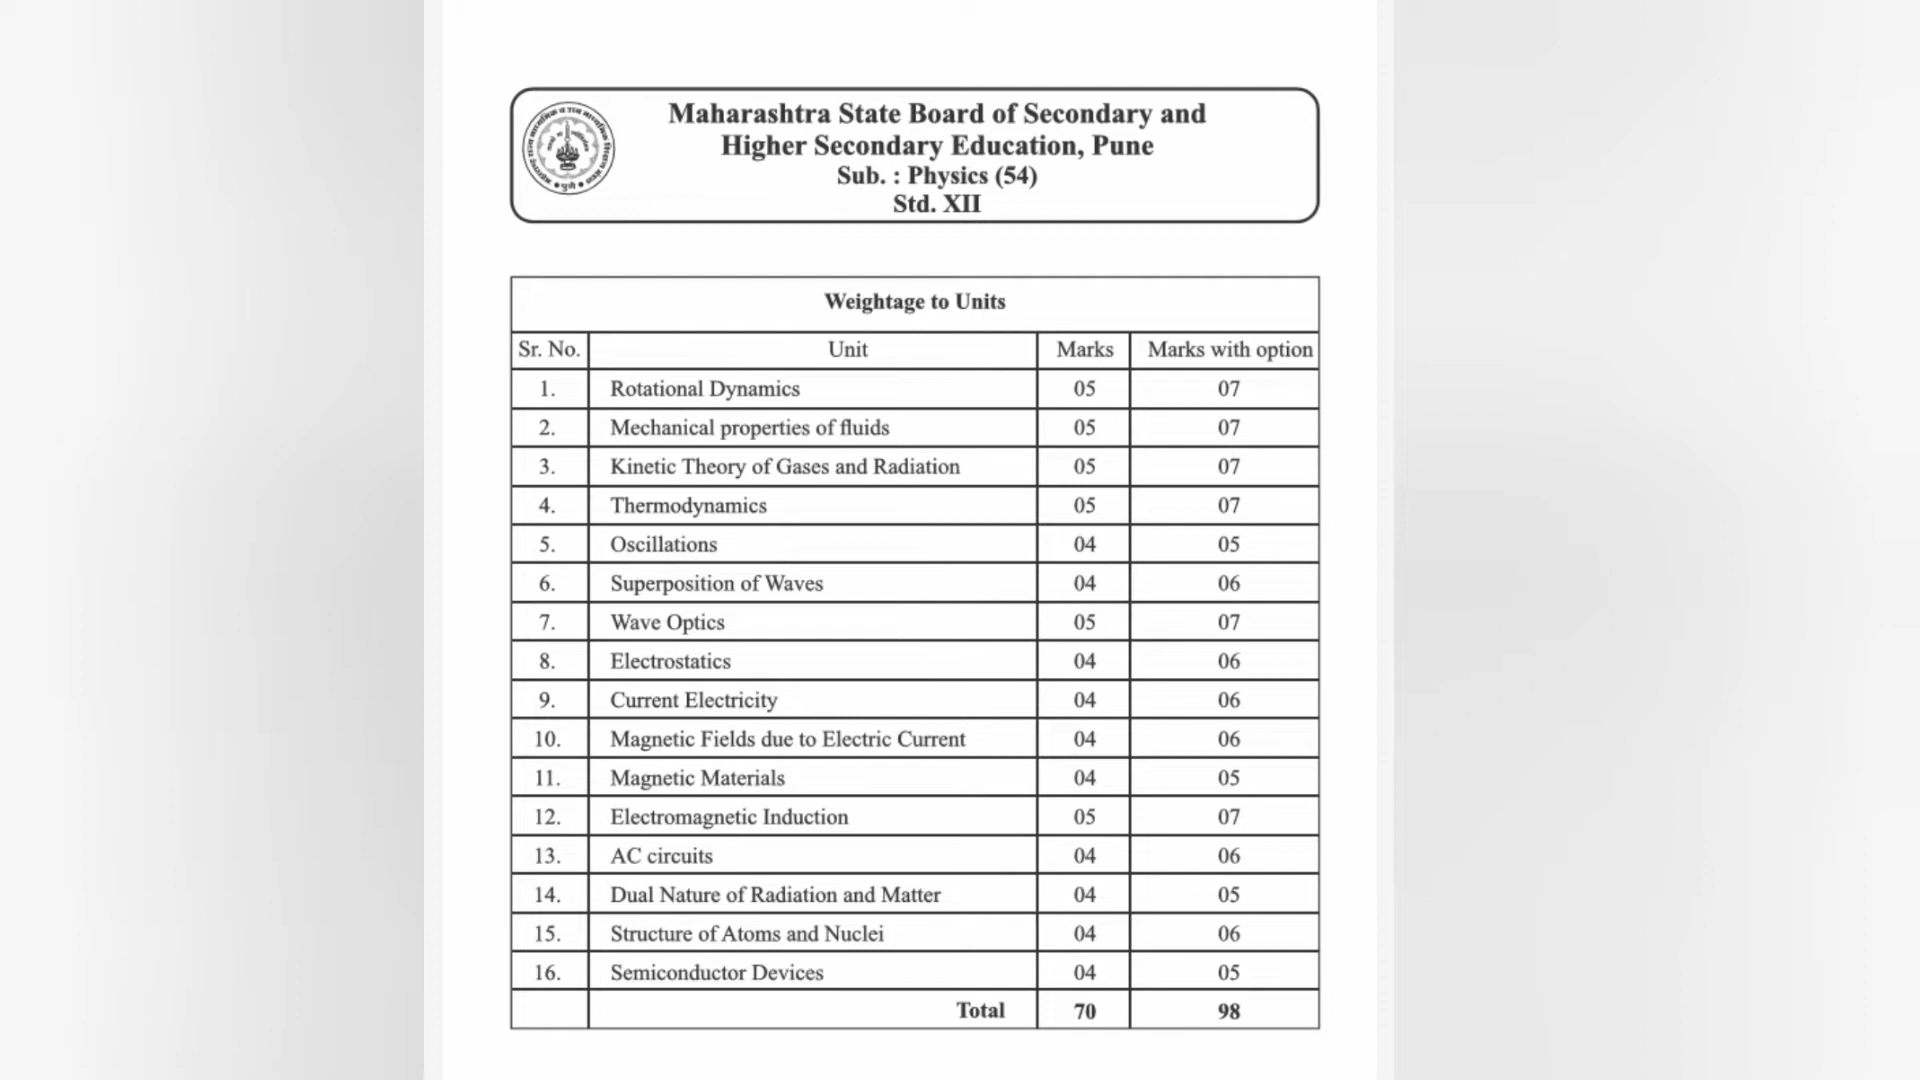 Maharashtra State Board of Secondary and
Higher Secondary Education, Pune
Sub. : Physics (54)
Std. XII
Weightage to Units
Sr. No. Unit Marks Marks with option
1. Rotational Dynamics 05 07
2. Mechanical properties of fluids 05 07
3. Kinetic Theory of Gases and Radiation 05 07
4. Thermodynamics 05 07
5. Oscillations 04 05
6. Superposition of Waves 04 06
7. Wave Optics 05 07
8. Electrostatics 04 06
9. Current Electricity 04 06
10. Magnetic Fields due to Electric Current 04 06
11. Magnetic Materials 04 05
12. Electromagnetic Induction 05 07
13. AC circuits 04 06
14. Dual Nature of Radiation and Matter 04 05
15. Structure of Atoms and Nuclei 04 06
16. Semiconductor Devices 04 05
Total 70 98